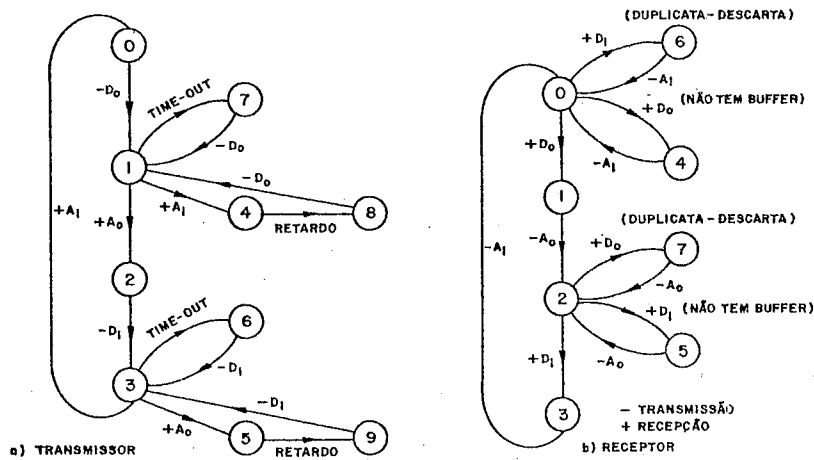 0
-D₀
TIME-OUT
7
-D₀
1
-D₀
+A₁
4
RETARDO
8
+A₁
+A₀
2
-D₁
TIME-OUT
6
-D₁
3
-D₁
+A₀
5
RETARDO
9
a) TRANSMISSOR
(DUPLICATA-DESCARTA)
+D₁
6
-A₁
0
+D₀
(NÃO TEM BUFFER)
+D₀
-A₁
4
1
-A₁
-A₀
(DUPLICATA-DESCARTA)
+D₀
7
-A₀
2
+D₁
(NÃO TEM BUFFER)
+D₁
-A₀
5
3
- TRANSMISSÃO
+ RECEPÇÃO
b) RECEPTOR